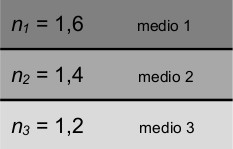 n₁ = 1,6 medio 1
n₂ = 1,4 medio 2
n₃ = 1,2 medio 3